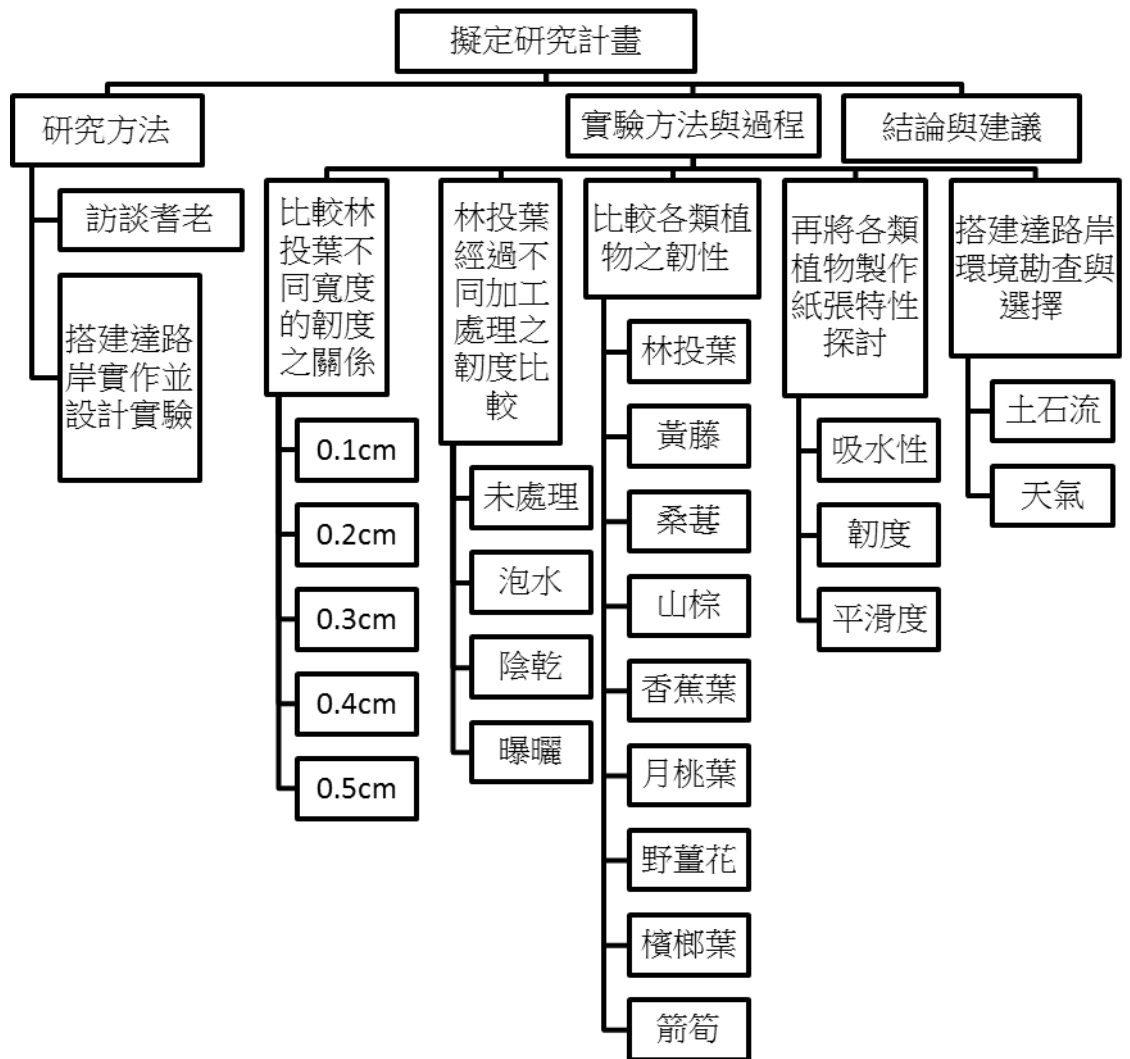 擬定研究計畫
研究方法
訪談耆老
搭建達路
岸實作並
設計實驗
實驗方法與過程
比較林
投葉不
同寬度
的韌度
之關係
0.1cm
0.2cm
0.3cm
0.4cm
0.5cm
林投葉
經過不
同加工
處理之
韌度比
較
未處理
泡水
陰乾
曝曬
比較各類植
物之韌性
林投葉
黃藤
桑葚
山棕
香蕉葉
月桃葉
野薑花
檳榔葉
箭筍
再將各類
植物製作
紙張特性
探討
吸水性
韌度
平滑度
搭建達路岸
環境勘查與
選擇
土石流
天氣
結論與建議